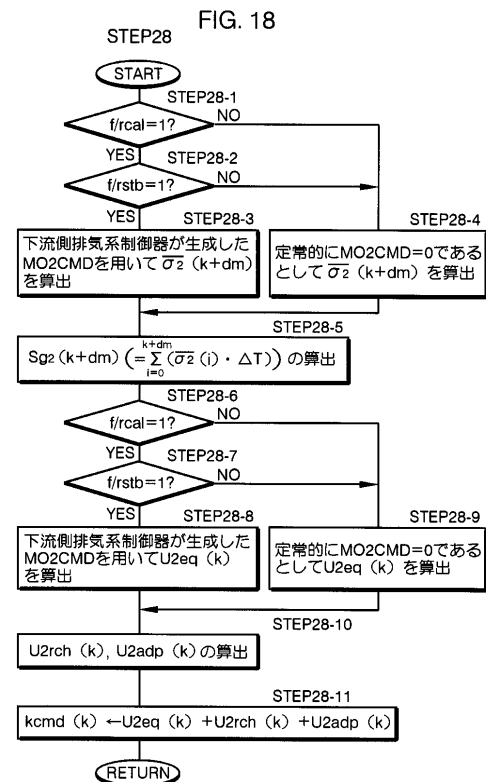 FIG. 18
STEP28
START
STEP28-1
f/rcal=1?
NO
YES
STEP28-2
f/rstb=1?
NO
YES
STEP28-3
下流側排気系制御器が生成した
MO2CMDを用いて σ̅2 (k+dm)
を算出
STEP28-4
定常的にMO2CMD=0である
として σ̅2 (k+dm) を算出
STEP28-5
Sg2 (k+dm) (= k+dm Σ i=0 (σ̅2 (i)・ΔT)) の算出
STEP28-6
f/rcal=1?
NO
YES
STEP28-7
f/rstb=1?
NO
YES
STEP28-8
下流側排気系制御器が生成した
MO2CMDを用いてU2eq (k)
を算出
STEP28-9
定常的にMO2CMD=0である
としてU2eq (k) を算出
STEP28-10
U2rch (k), U2adp (k) の算出
STEP28-11
kcmd (k) ←U2eq (k) +U2rch (k) +U2adp (k)
RETURN